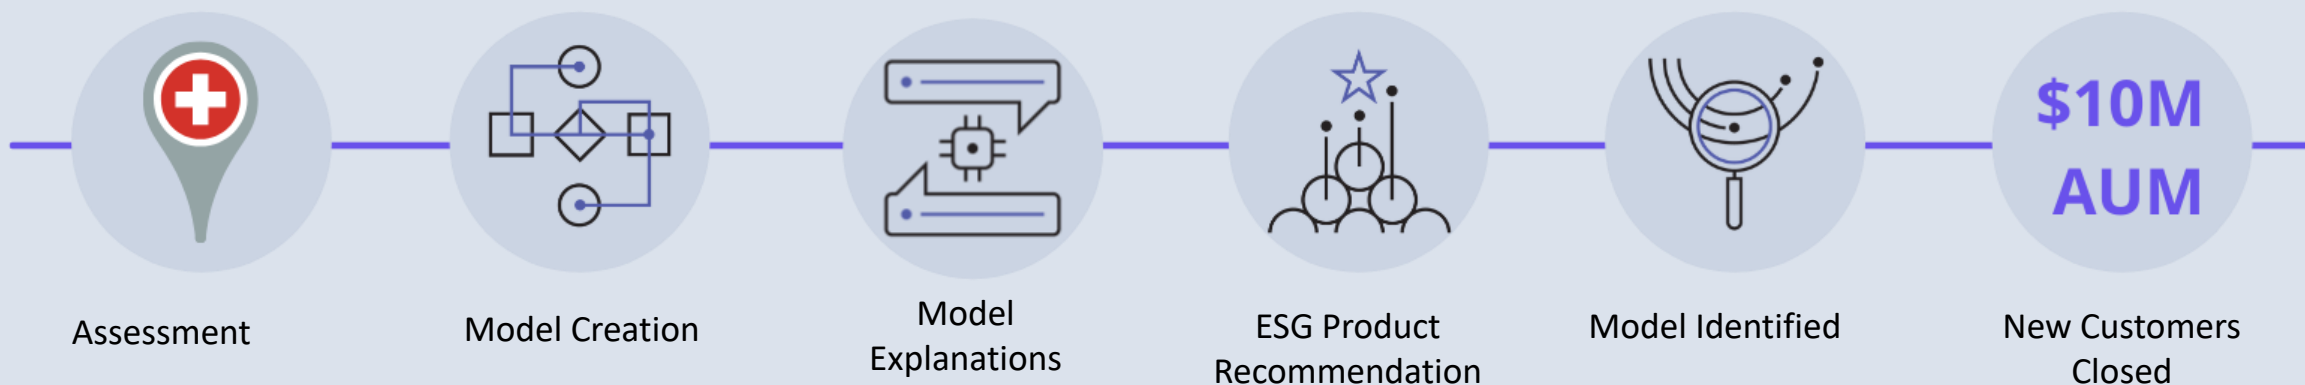 $10M
AUM
Assessment
Model Creation
Model
Explanations
ESG Product
Recommendation
Model Identified
New Customers
Closed